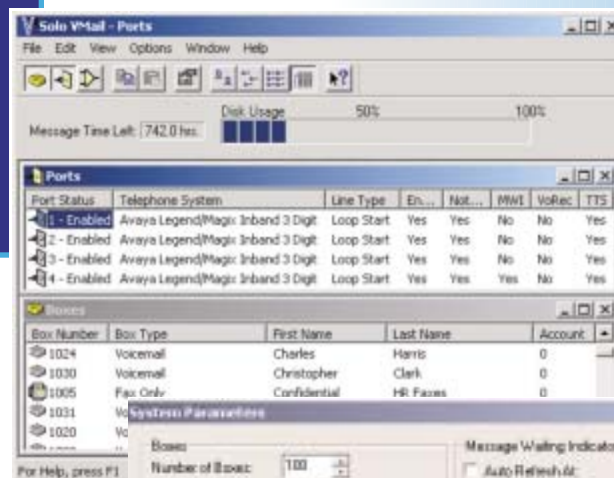 Solo VMail - Ports
File Edit View Options Window Help
Disk Usage 50% 100%
Message Time Left: 742.0 hrs.
Ports
Port Status Telephone System Line Type En... Not... MWI VoRec TTS
1 - Enabled Avaya Legend/Magix Inband 3 Digit Loop Start Yes Yes No No Yes
2 - Enabled Avaya Legend/Magix Inband 3 Digit Loop Start Yes Yes No No Yes
3 - Enabled Avaya Legend/Magix Inband 3 Digit Loop Start Yes Yes No No Yes
4 - Enabled Avaya Legend/Magix Inband 3 Digit Loop Start Yes Yes Yes No Yes
Boxes
Box Number Box Type First Name Last Name Account
1024 Voicemail Charles Harris 0
1030 Voicemail Christopher Clark 0
1005 Fax Only Confidential HR Faxes 0
1031 Vo
1020 Vo
System Parameters
Boxes Message Waiting Indicator
Number of Boxes: 100 Auto Refresh At:
For Help, press F1